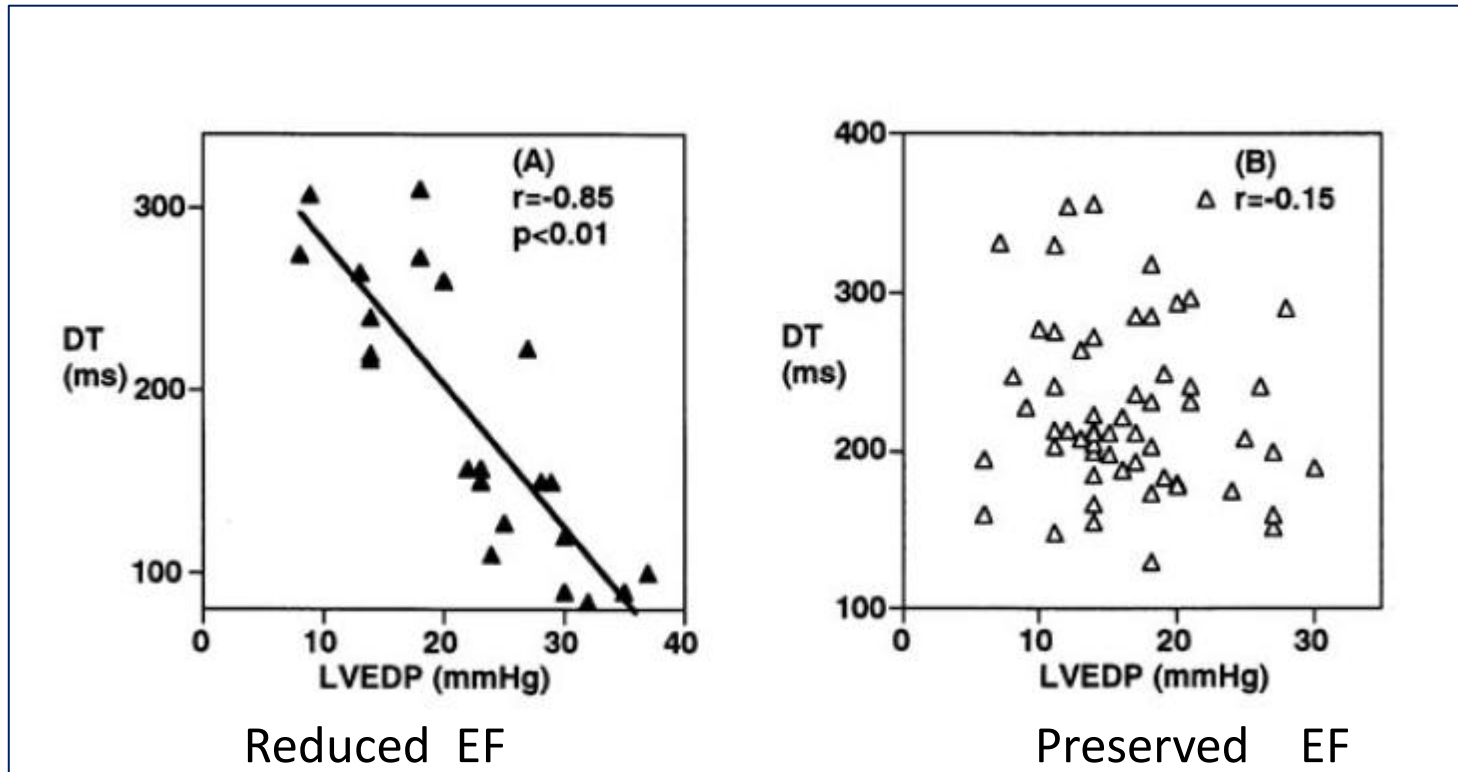 (A)
r=-0.85
p<0.01
300
DT
(ms)
200
100
0 10 20 30 40
LVEDP (mmHg)
Reduced EF
400
(B)
r=-0.15
300
DT
(ms)
200
100
0 10 20 30
LVEDP (mmHg)
Preserved EF